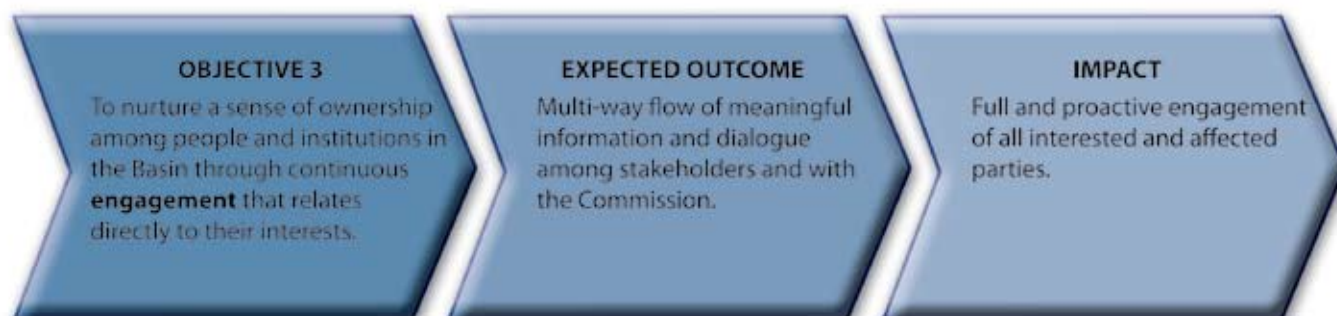 OBJECTIVE 3
To nurture a sense of ownership
among people and institutions in
the Basin through continuous
engagement that relates
directly to their interests.
EXPECTED OUTCOME
Multi-way flow of meaningful
information and dialogue
among stakeholders and with
the Commission.
IMPACT
Full and proactive engagement
of all interested and affected
parties.